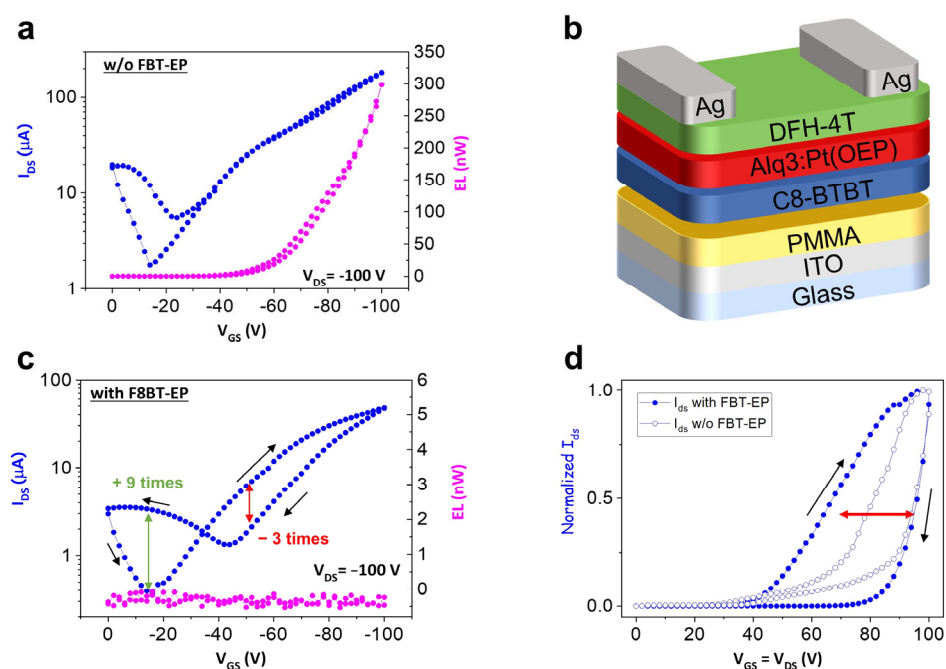 a
w/o FBT-EP
I_DS (μA)
100
10
1
350
300
250
200
150
100
50
0
EL (nW)
V_DS = -100 V
0 -20 -40 -60 -80 -100
V_GS (V)
b
Ag
Ag
DFH-4T
Alq3:Pt(OEP)
C8-BTBT
PMMA
ITO
Glass
c
with F8BT-EP
I_DS (μA)
100
10
1
6
5
4
3
2
1
0
EL (nW)
+ 9 times
− 3 times
V_DS= −100 V
0 -20 -40 -60 -80 -100
V_GS (V)
d
I_ds with FBT-EP
I_ds w/o FBT-EP
Normalized I_ds
1.0
0.5
0.0
0 20 40 60 80 100
V_GS = V_DS (V)